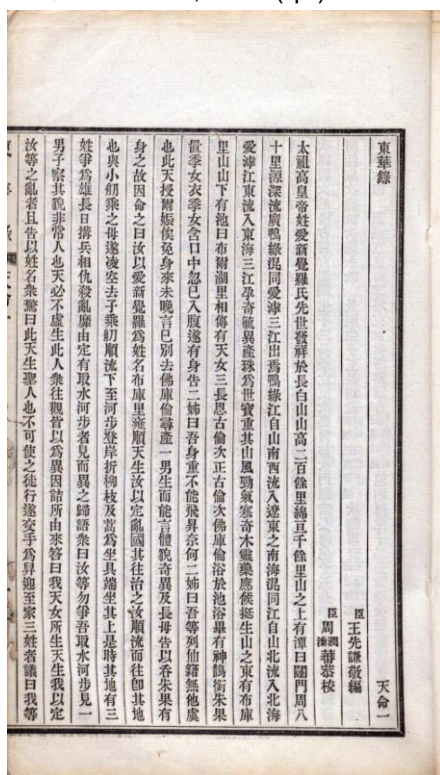 東華錄
天命一
臣王先謙敬編
臣周潤蕃恭校
周瀹蕃恭校
太祖高皇帝姓愛新覺羅氏先世發祥於長白山山高二百餘里綿亘千餘里山之上有潭曰闥門周八
十里源深流廣鴨綠混同愛滹三江出焉鴨綠江自山南西流入遼東之南海混同江自山北流入北海
愛滹江東流入東海三江孕奇毓異產珠爲世寶重其山風勁氣寒奇木靈藥應候挺生山之東有布庫
里山山下有池曰布爾湖里相傳有天女三長恩古倫次正古倫次佛庫倫浴於池浴畢有神鵲銜朱果
置季女衣季女含口中忽已入腹遂有身告二姊曰吾身重不能飛昇奈何二姊曰吾等列仙籍無他虞
也此天授爾娠俟免身來未晚言已別去佛庫倫尋產一男生而能言體貌奇異及長母告以吞朱果有
身之故因命之曰汝以愛新覺羅爲姓名布庫里雍順天生汝以定亂國其往治之汝順流而往卽其地
也與小舠乘之母遂凌空去子乘舠順流下至河步登岸折柳枝及蒿爲坐具端坐其上是時其地有三
姓爭爲雄長日搆兵相仇殺亂靡由定有取水河步者見而異之歸語衆曰汝等勿爭吾取水河步見一
男子察其貌非常人也天必不虛生此人衆往觀皆以爲異因詰所由來答曰我天女所生天生我以定
汝等之亂者且告以姓名衆驚曰此天生聖人也不可使之徒行遂交手爲舁迎至家三姓者議曰我等